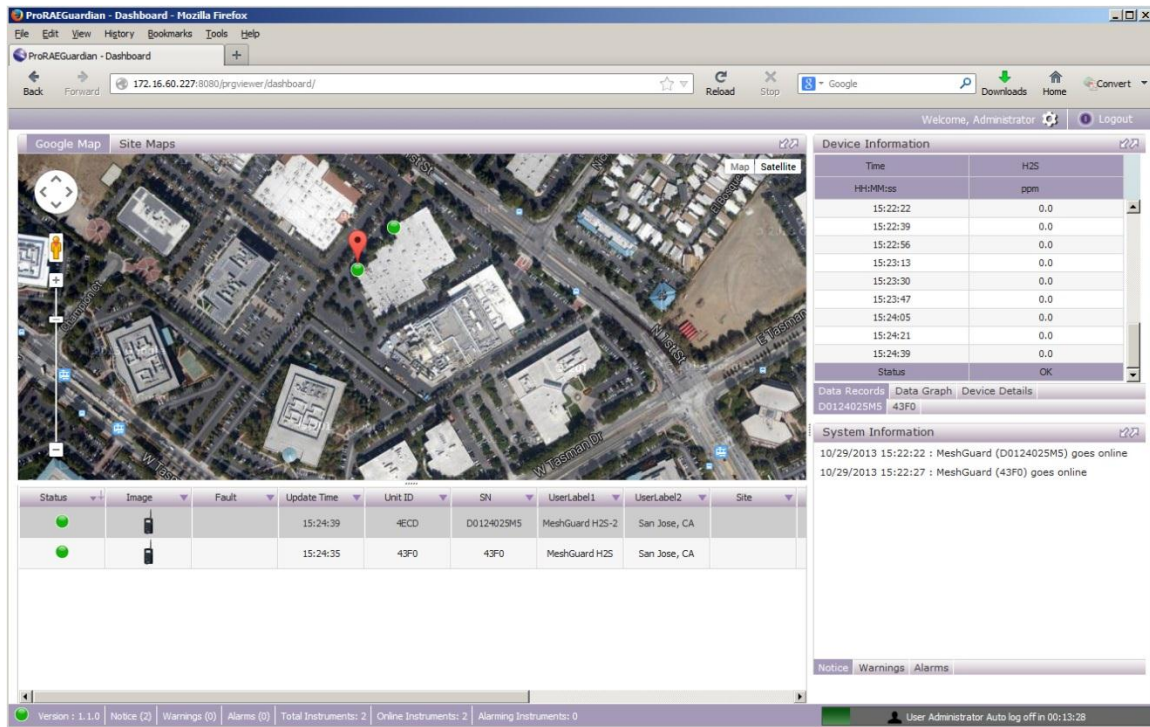 ProRAEGuardian - Dashboard - Mozilla Firefox
File Edit View History Bookmarks Tools Help
ProRAEGuardian - Dashboard +
Back Forward 172.16.60.227:8080/prgviewer/dashboard/ Reload Stop Google Downloads Home Convert
Welcome, Administrator Logout
Google Map Site Maps
Map Satellite
N 1st St
E Tasman
W Tasman Dr
W Tasman
Device Information
Time H2S
HH:MM:ss ppm
15:22:22 0.0
15:22:39 0.0
15:22:56 0.0
15:23:13 0.0
15:23:30 0.0
15:23:47 0.0
15:24:05 0.0
15:24:21 0.0
15:24:39 0.0
Status OK
Data Records Data Graph Device Details
D0124025M5 43F0
System Information
10/29/2013 15:22:22 : MeshGuard (D0124025M5) goes online
10/29/2013 15:22:27 : MeshGuard (43F0) goes online
Notice Warnings Alarms
Status Image Fault Update Time Unit ID SN UserLabel1 UserLabel2 Site
15:24:39 4ECD D0124025M5 MeshGuard H2S-2 San Jose, CA
15:24:35 43F0 43F0 MeshGuard H2S San Jose, CA
Version : 1.1.0 Notice (2) Warnings (0) Alarms (0) Total Instruments: 2 Online Instruments: 2 Alarming Instruments: 0
User Administrator Auto log off in 00:13:28